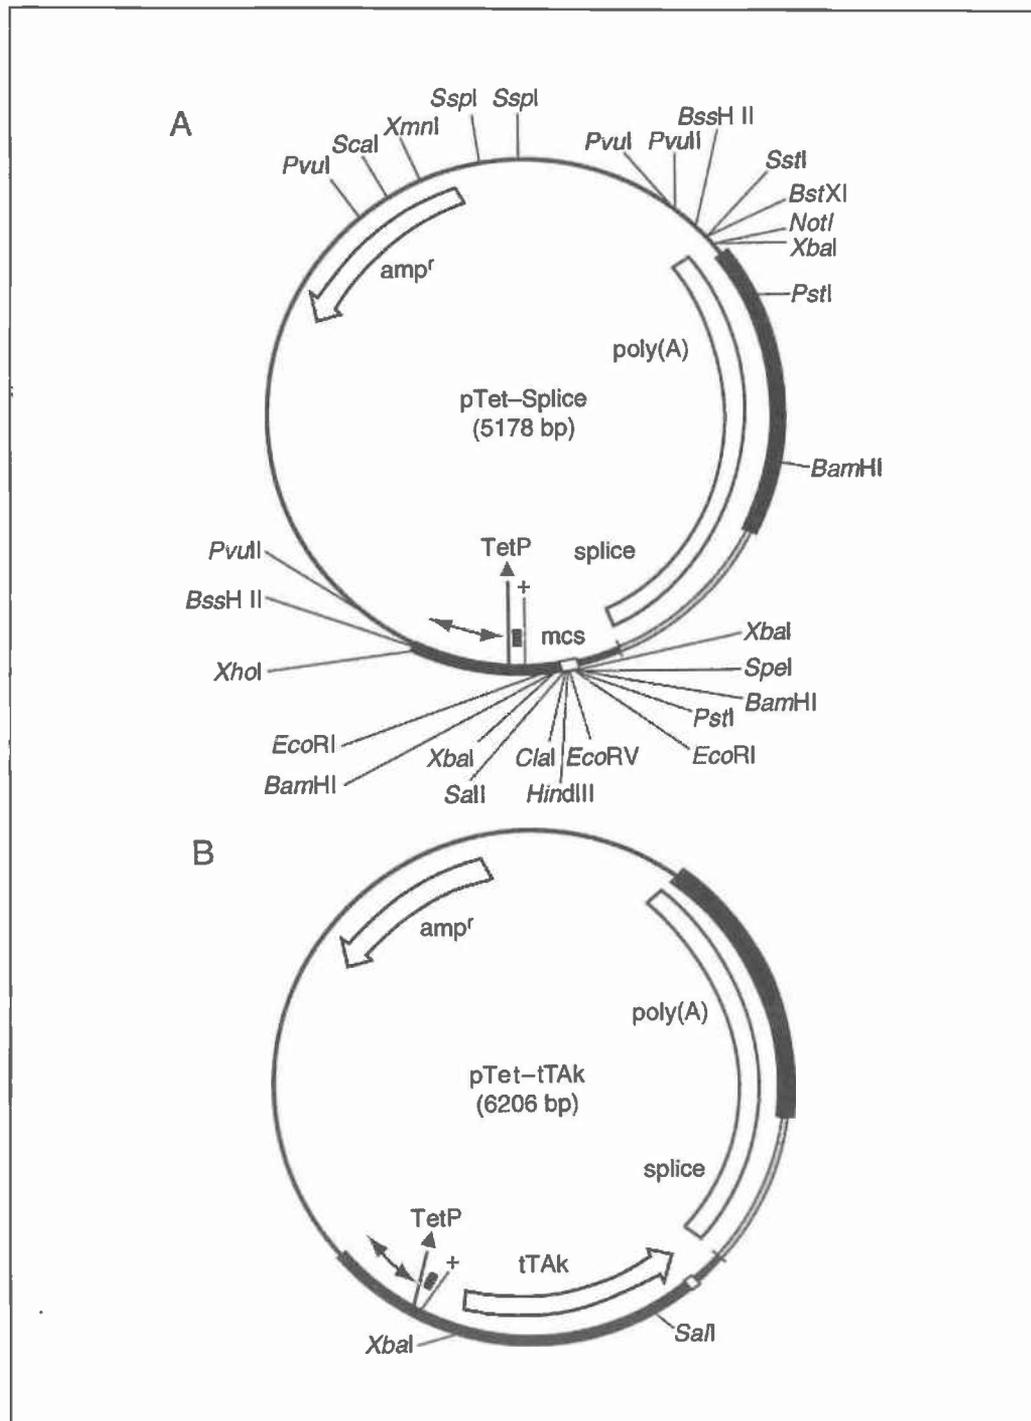 A
SspI SspI
XmnI
BssH II
ScaI
PvuI
PvuII
PvuI
SstI
BstXI
NotI
XbaI
ampr
PstI
poly(A)
pTet–Splice
(5178 bp)
BamHI
TetP
splice
PvuII
+
BssH II
mcs
XbaI
XhoI
SpeI
BamHI
PstI
EcoRI
XbaI
ClaI EcoRV
EcoRI
BamHI
SalI
HindIII
B
ampr
poly(A)
pTet–tTAk
(6206 bp)
splice
TetP
+
tTAk
XbaI
SalI